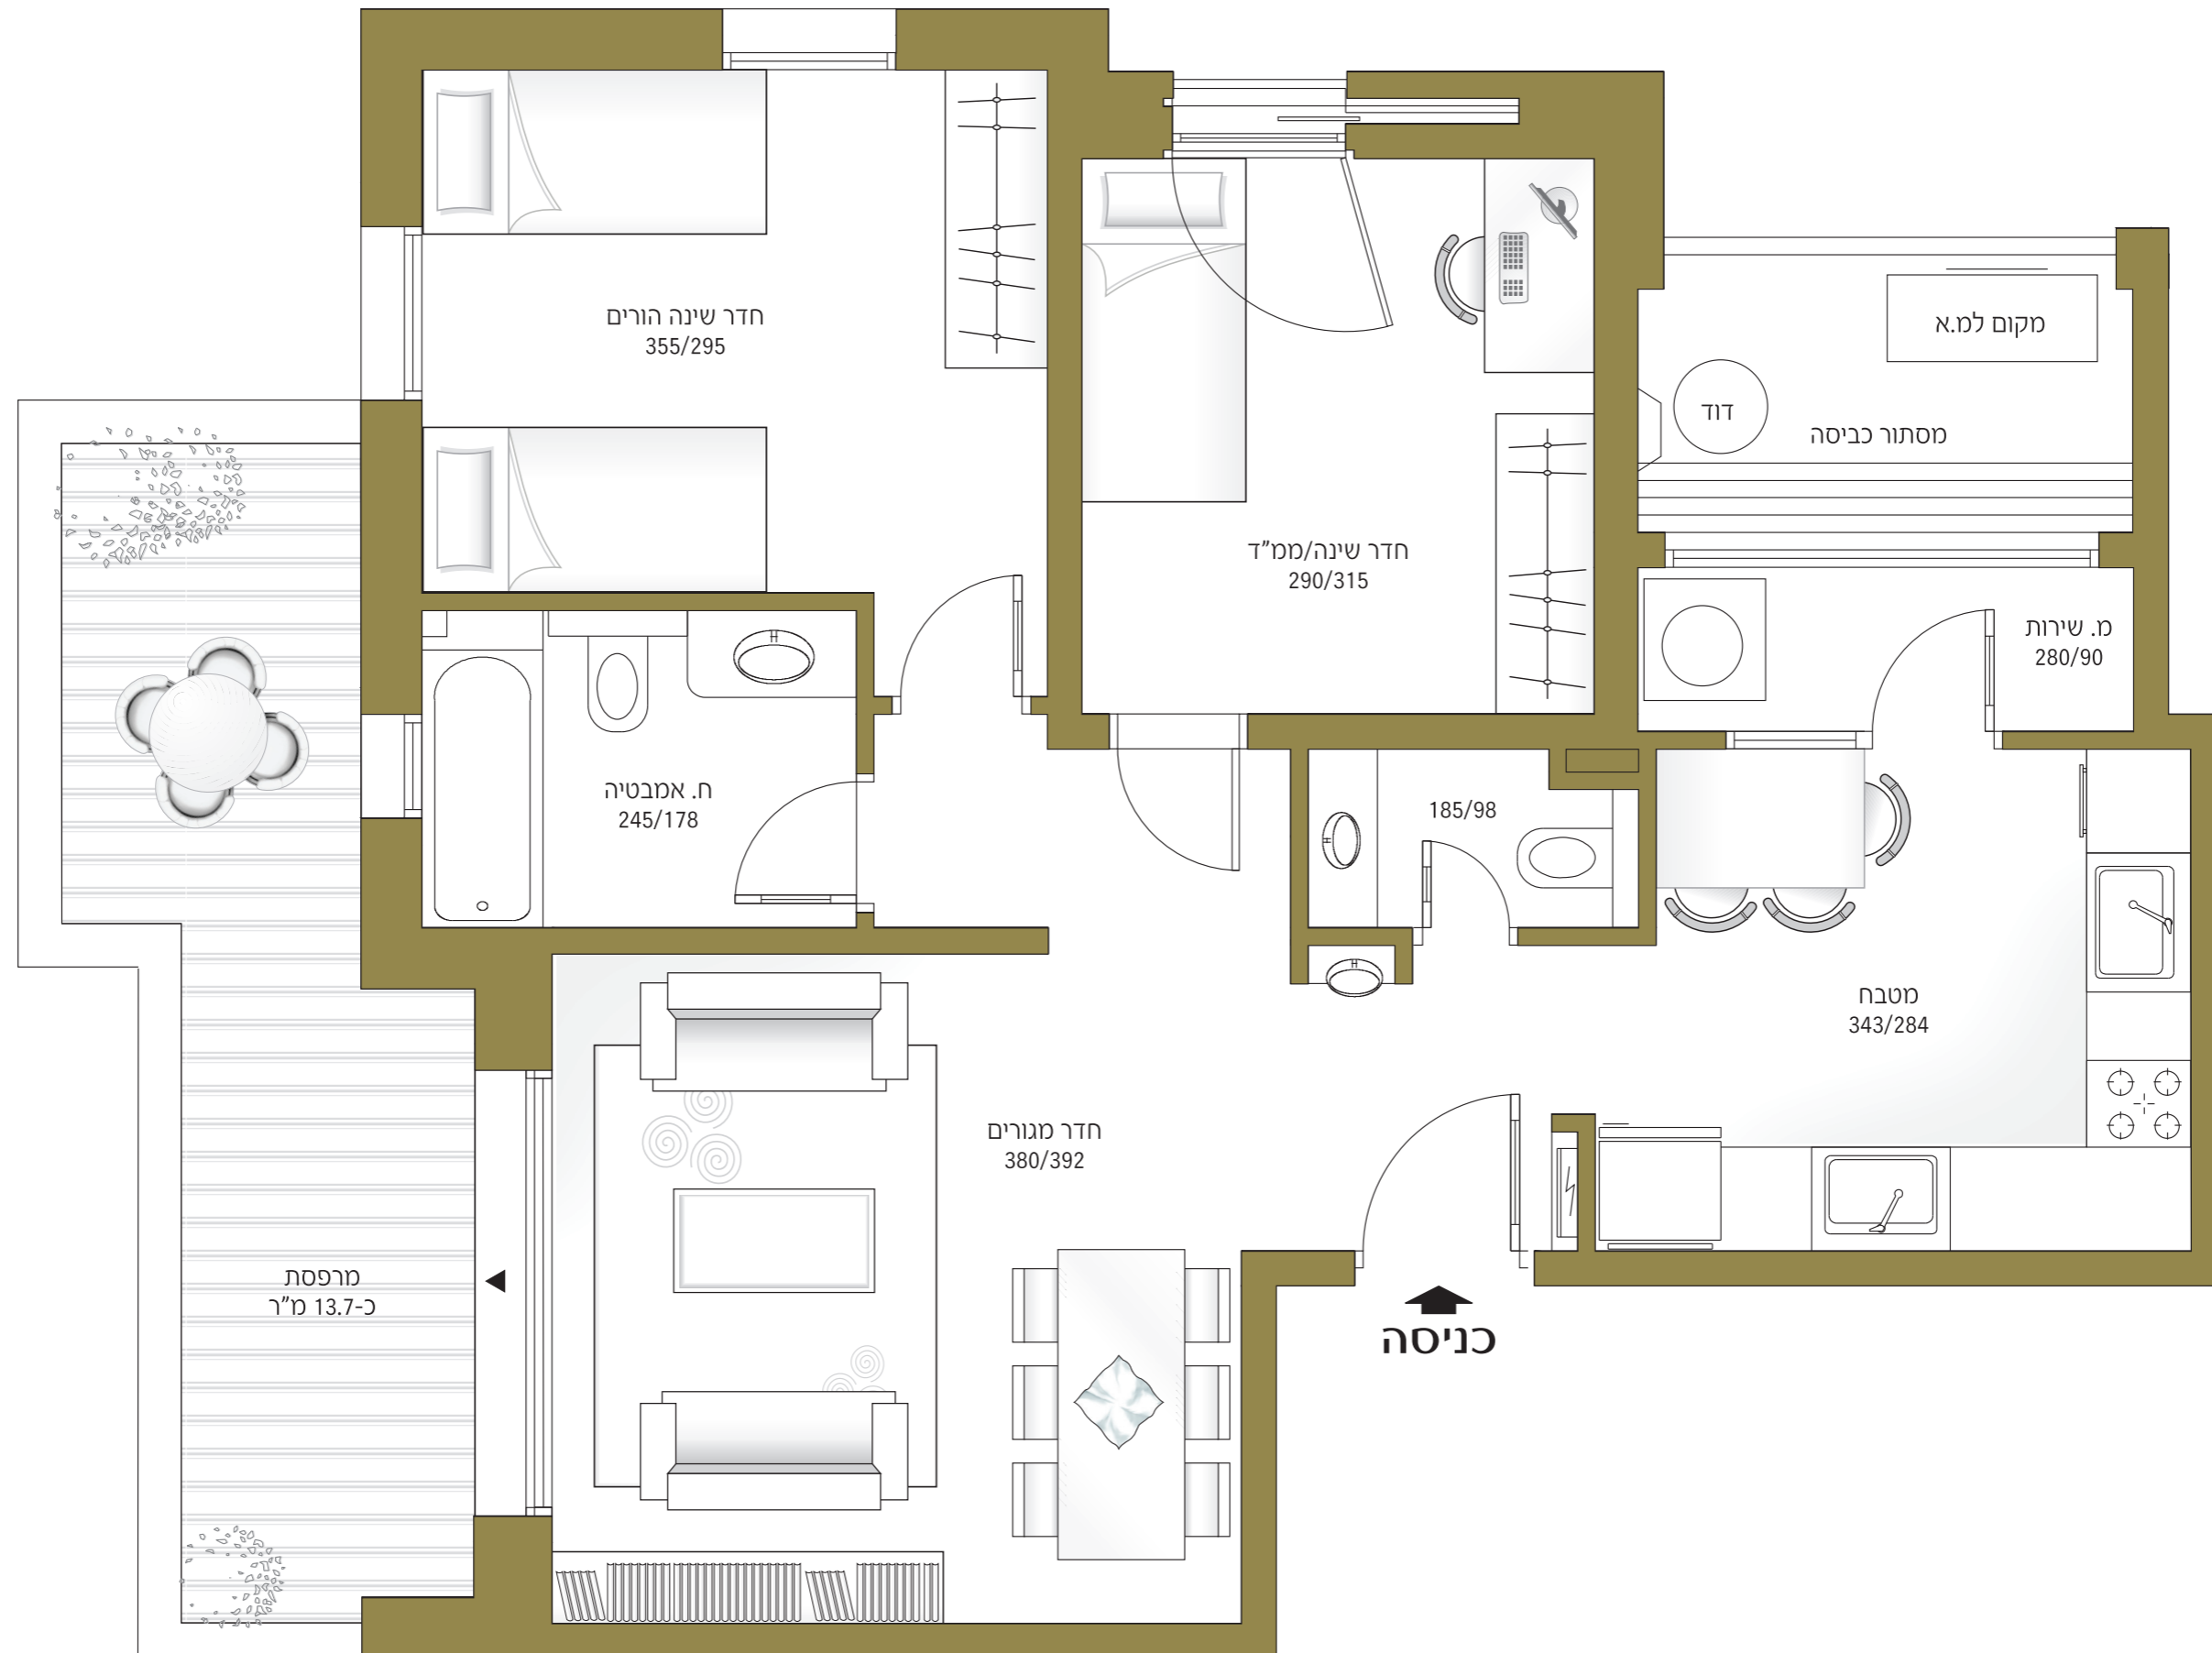 חדר שינה הורים
355/295
חדר שינה/ממ"ד
290/315
מקום למ.א
דוד
מסתור כביסה
מ. שירות
280/90
ח. אמבטיה
245/178
185/98
מטבח
343/284
חדר מגורים
380/392
מרפסת
כ-13.7 מ"ר
כניסה